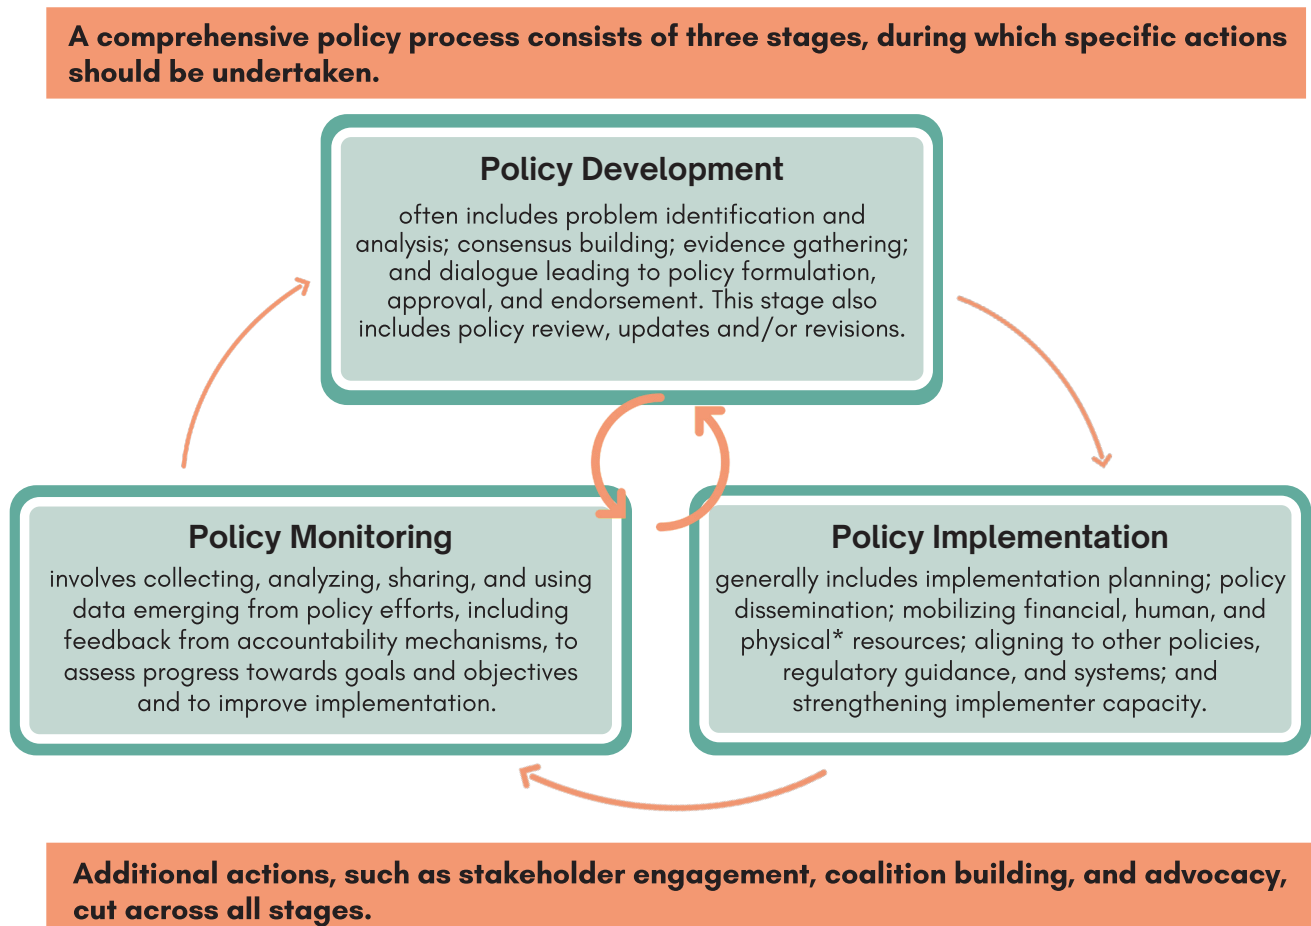 A comprehensive policy process consists of three stages, during which specific actions
should be undertaken.
Policy Development
often includes problem identification and
analysis; consensus building; evidence gathering;
and dialogue leading to policy formulation,
approval, and endorsement. This stage also
includes policy review, updates and/or revisions.
Policy Monitoring
involves collecting, analyzing, sharing, and using
data emerging from policy efforts, including
feedback from accountability mechanisms, to
assess progress towards goals and objectives
and to improve implementation.
Policy Implementation
generally includes implementation planning; policy
dissemination; mobilizing financial, human, and
physical* resources; aligning to other policies,
regulatory guidance, and systems; and
strengthening implementer capacity.
Additional actions, such as stakeholder engagement, coalition building, and advocacy,
cut across all stages.